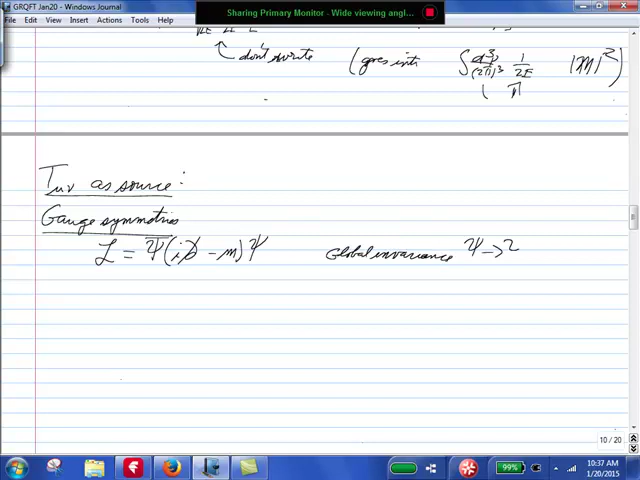 Sharing Primary Monitor - Wide viewing angl...
GRQFT Jan20 - Windows Journal
File Edit View Insert Actions Tools Help
don't write (goes into ∫ d³p/(2π)³ 1/2E |M|²)
Tμν as source:
Gauge symmetries
ℒ = Ψ̄(i∂̸ - m)Ψ Global invariance Ψ →
10 / 20
99%
10:37 AM
1/20/2015